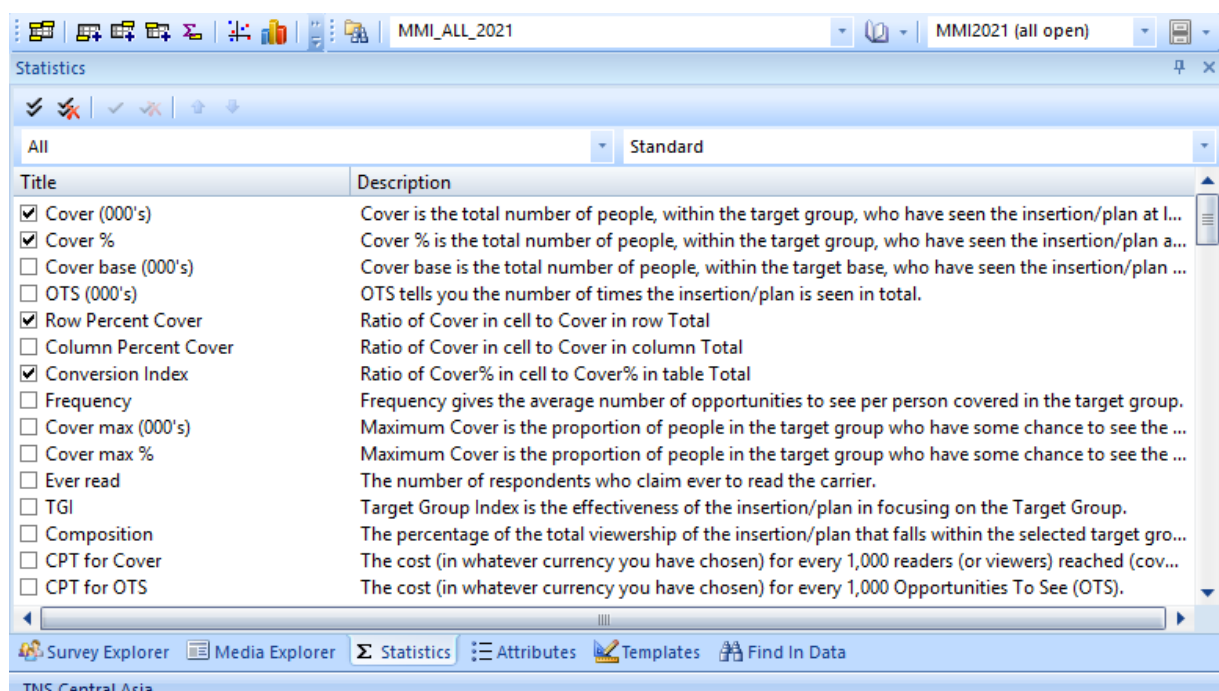 MMI_ALL_2021 MMI2021 (all open)
Statistics
All Standard
Title Description
Cover (000's) Cover is the total number of people, within the target group, who have seen the insertion/plan at l...
Cover % Cover % is the total number of people, within the target group, who have seen the insertion/plan a...
Cover base (000's) Cover base is the total number of people, within the target base, who have seen the insertion/plan ...
OTS (000's) OTS tells you the number of times the insertion/plan is seen in total.
Row Percent Cover Ratio of Cover in cell to Cover in row Total
Column Percent Cover Ratio of Cover in cell to Cover in column Total
Conversion Index Ratio of Cover% in cell to Cover% in table Total
Frequency Frequency gives the average number of opportunities to see per person covered in the target group.
Cover max (000's) Maximum Cover is the proportion of people in the target group who have some chance to see the ...
Cover max % Maximum Cover is the proportion of people in the target group who have some chance to see the ...
Ever read The number of respondents who claim ever to read the carrier.
TGI Target Group Index is the effectiveness of the insertion/plan in focusing on the Target Group.
Composition The percentage of the total viewership of the insertion/plan that falls within the selected target gro...
CPT for Cover The cost (in whatever currency you have chosen) for every 1,000 readers (or viewers) reached (cov...
CPT for OTS The cost (in whatever currency you have chosen) for every 1,000 Opportunities To See (OTS).
Survey Explorer Media Explorer Σ Statistics Attributes Templates Find In Data
TNS Central Asia